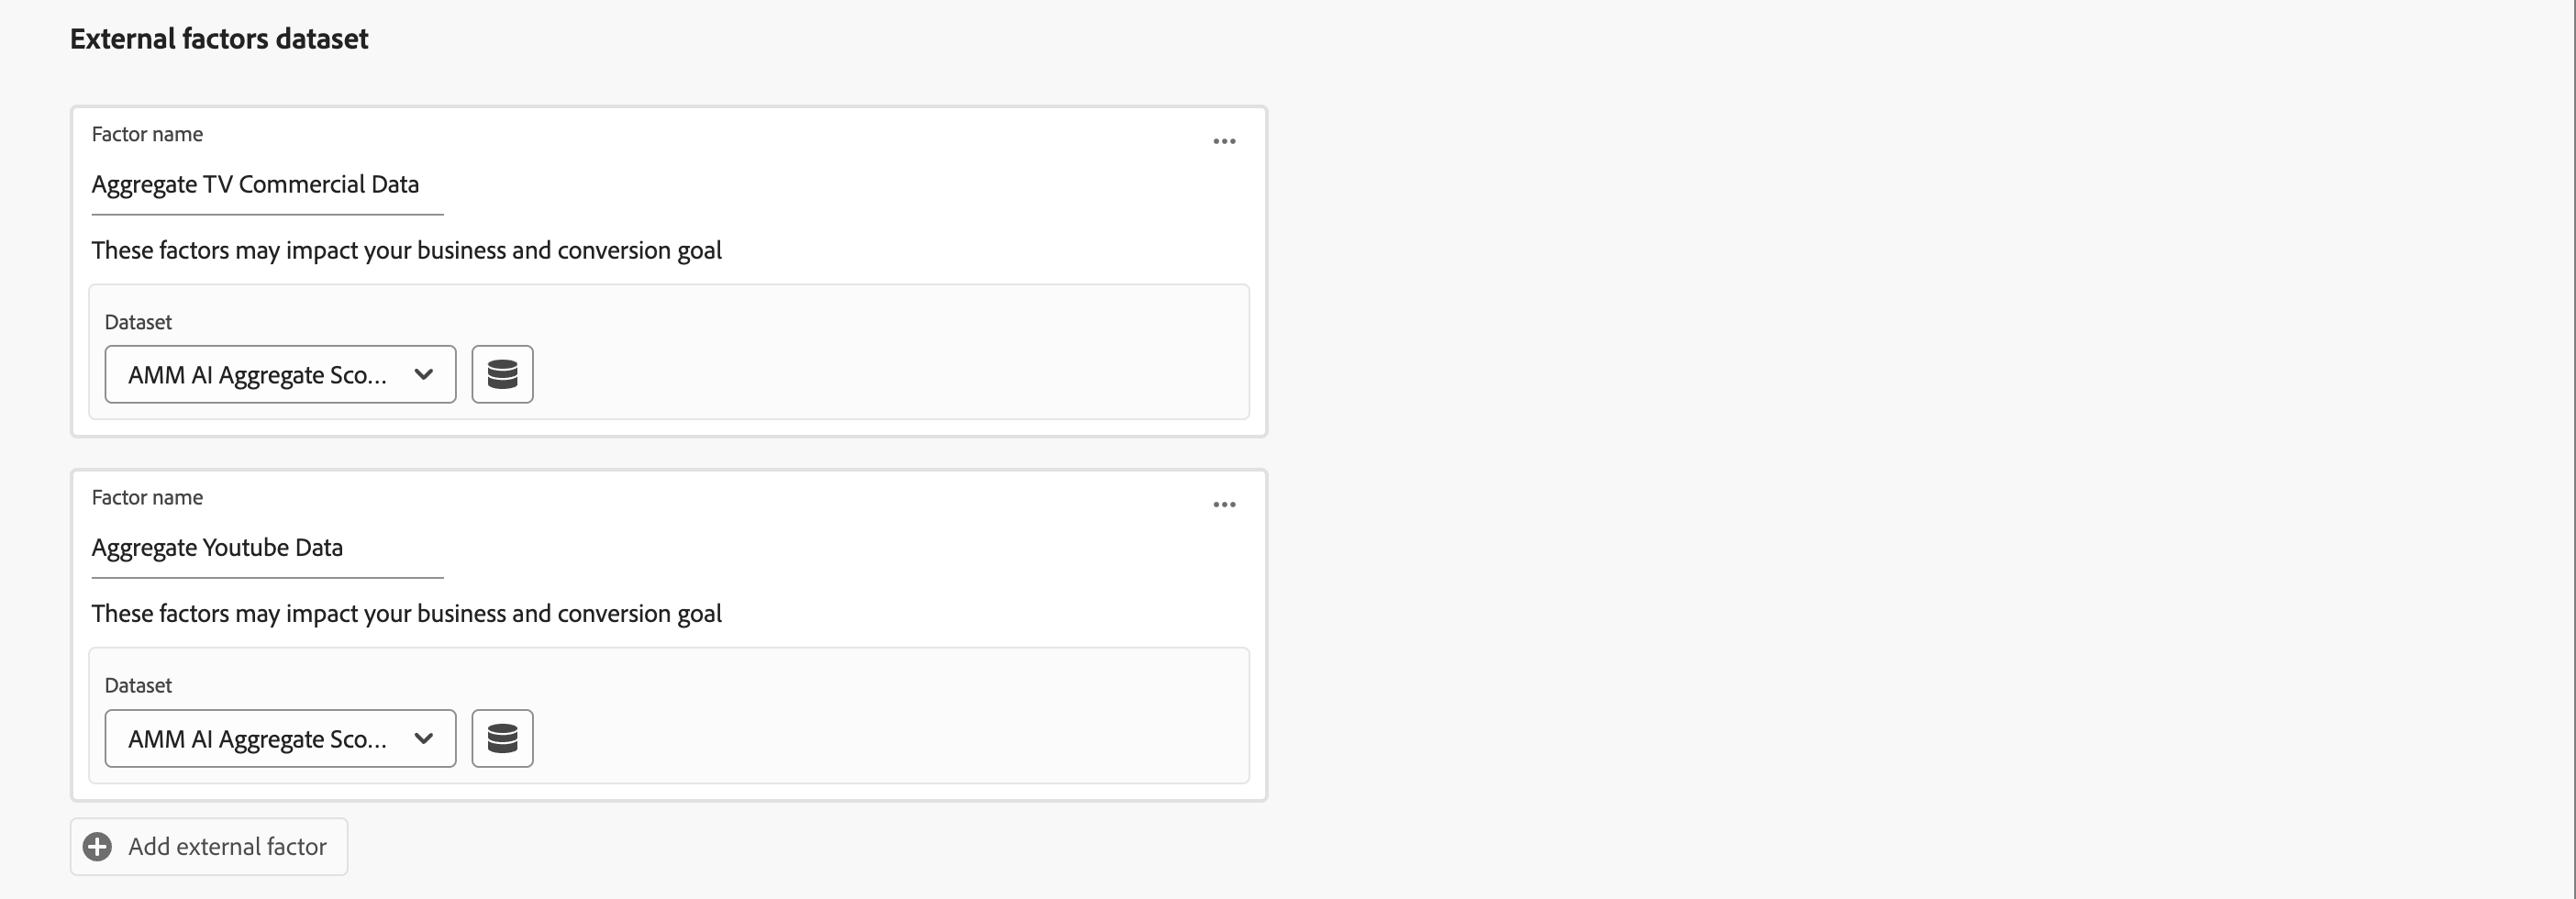 External factors dataset
Factor name
Aggregate TV Commercial Data
These factors may impact your business and conversion goal
Dataset
AMM AI Aggregate Sco...
Factor name
Aggregate Youtube Data
These factors may impact your business and conversion goal
Dataset
AMM AI Aggregate Sco...
Add external factor